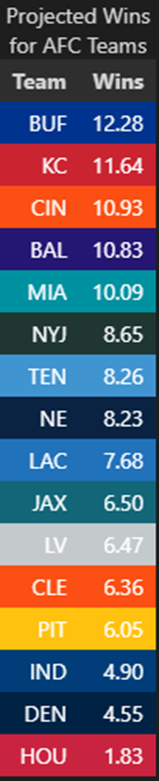 Projected Wins
for AFC Teams
Team Wins
BUF 12.28
KC 11.64
CIN 10.93
BAL 10.83
MIA 10.09
NYJ 8.65
TEN 8.26
NE 8.23
LAC 7.68
JAX 6.50
LV 6.47
CLE 6.36
PIT 6.05
IND 4.90
DEN 4.55
HOU 1.83